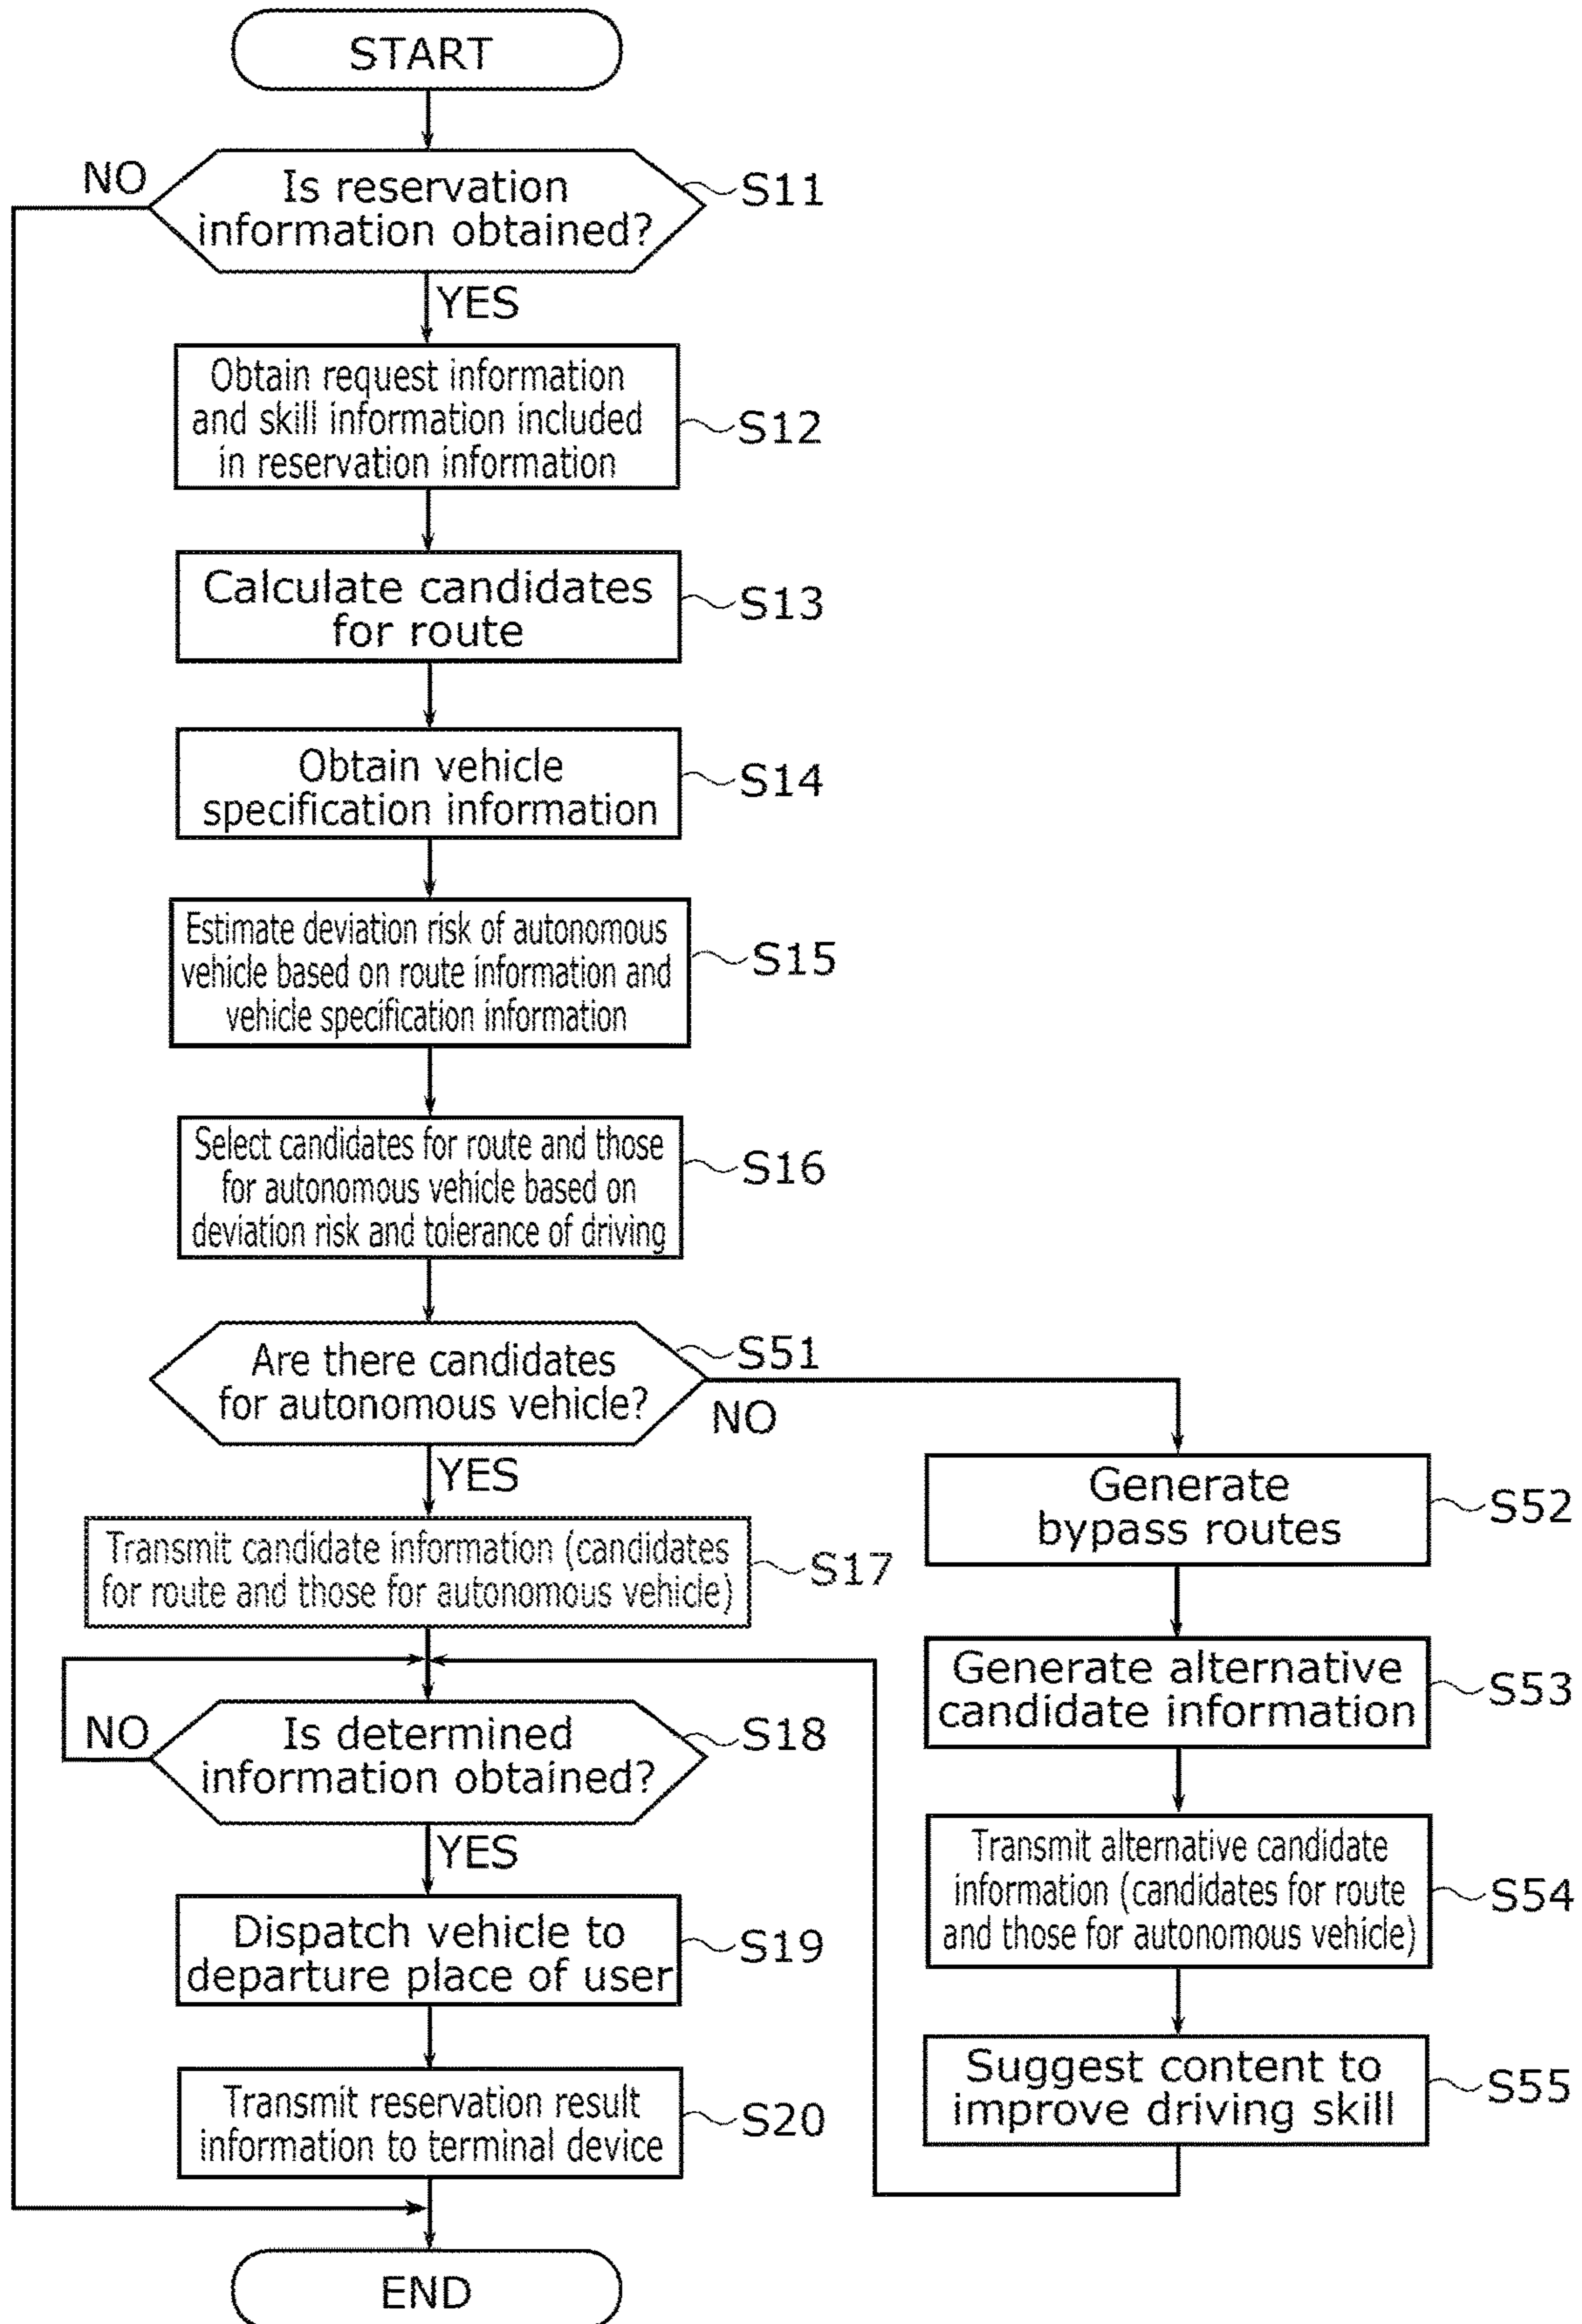 START
NO
Is reservation
information obtained?
S11
YES
Obtain request information
and skill information included
in reservation information
S12
Calculate candidates
for route
S13
Obtain vehicle
specification information
S14
Estimate deviation risk of autonomous
vehicle based on route information and
vehicle specification information
S15
Select candidates for route and those
for autonomous vehicle based on
deviation risk and tolerance of driving
S16
Are there candidates
for autonomous vehicle?
S51
NO
YES
Transmit candidate information (candidates
for route and those for autonomous vehicle)
S17
NO
Is determined
information obtained?
S18
YES
Dispatch vehicle to
departure place of user
S19
Transmit reservation result
information to terminal device
S20
END
Generate
bypass routes
S52
Generate alternative
candidate information
S53
Transmit alternative candidate
information (candidates for route
and those for autonomous vehicle)
S54
Suggest content to
improve driving skill
S55